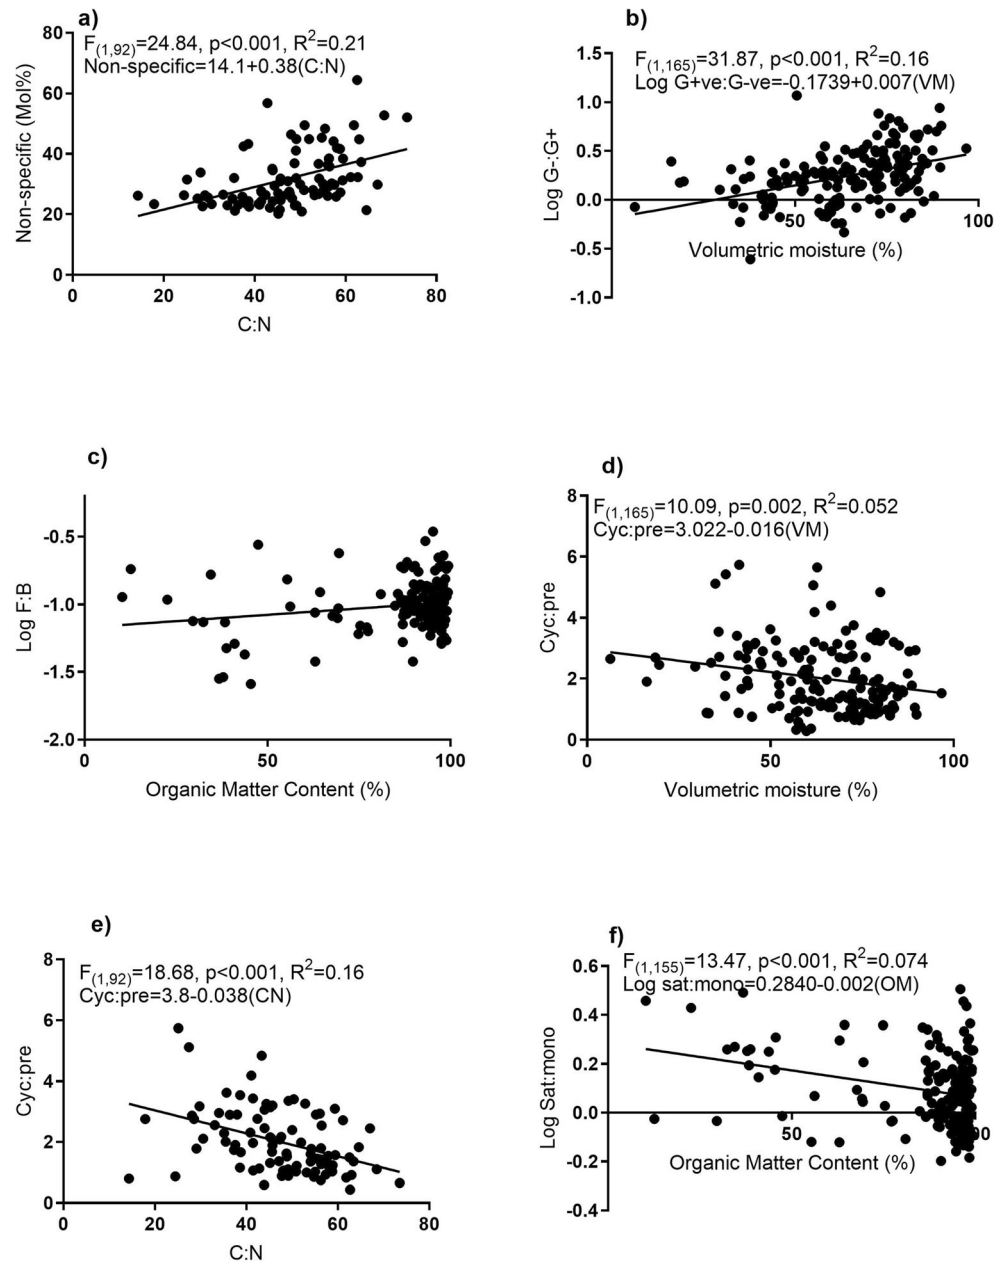 a)
F(1,92)=24.84, p<0.001, R2=0.21
Non-specific=14.1+0.38(C:N)
80
60
40
20
0
Non-specific (Mol%)
0 20 40 60 80
C:N
b)
F(1,165)=31.87, p<0.001, R2=0.16
Log G+ve:G-ve=-0.1739+0.007(VM)
1.5
1.0
0.5
0.0
-0.5
-1.0
Log G-:G+
50 100
Volumetric moisture (%)
c)
-0.5
-1.0
-1.5
-2.0
Log F:B
0 50 100
Organic Matter Content (%)
d)
F(1,165)=10.09, p=0.002, R2=0.052
Cyc:pre=3.022-0.016(VM)
8
6
4
2
0
Cyc:pre
0 50 100
Volumetric moisture (%)
e)
F(1,92)=18.68, p<0.001, R2=0.16
Cyc:pre=3.8-0.038(CN)
8
6
4
2
0
Cyc:pre
0 20 40 60 80
C:N
f)
F(1,155)=13.47, p<0.001, R2=0.074
Log sat:mono=0.2840-0.002(OM)
0.6
0.4
0.2
0.0
-0.2
-0.4
Log Sat:mono
50 100
Organic Matter Content (%)